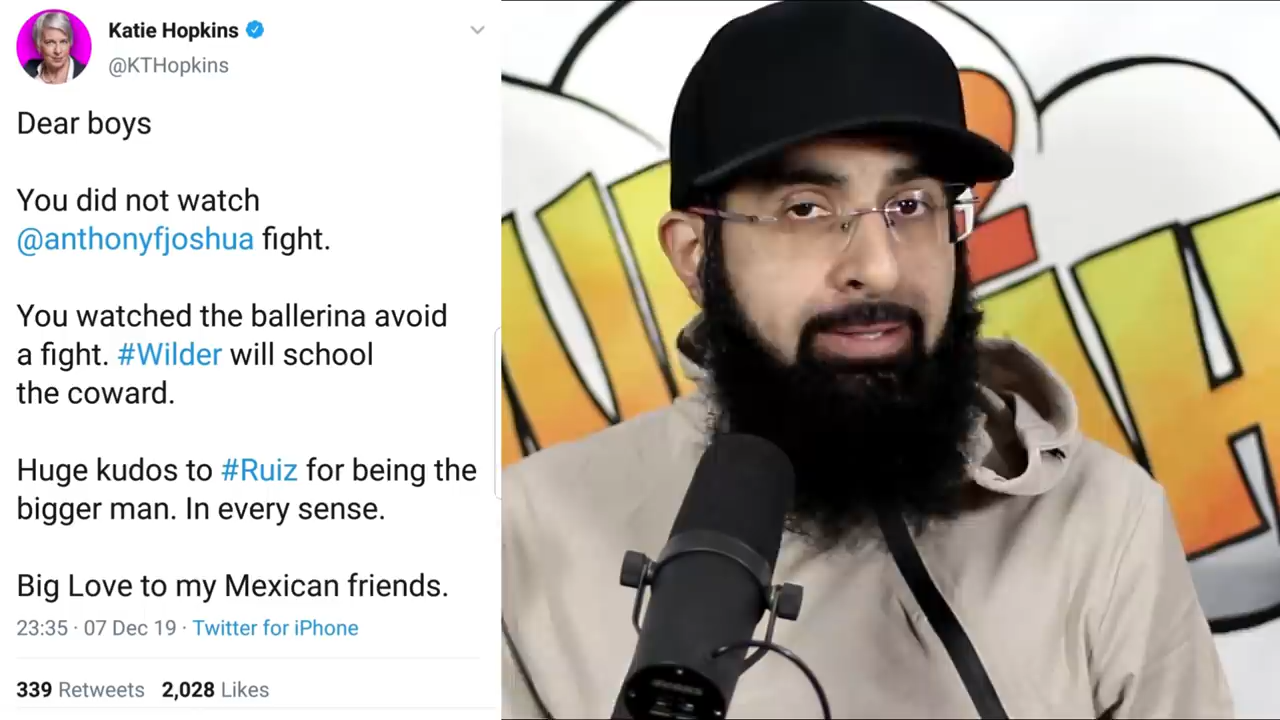 Katie Hopkins
@KTHopkins
Dear boys
You did not watch
@anthonyfjoshua fight.
You watched the ballerina avoid
a fight. #Wilder will school
the coward.
Huge kudos to #Ruiz for being the
bigger man. In every sense.
Big Love to my Mexican friends.
23:35 · 07 Dec 19 · Twitter for iPhone
339 Retweets 2,028 Likes